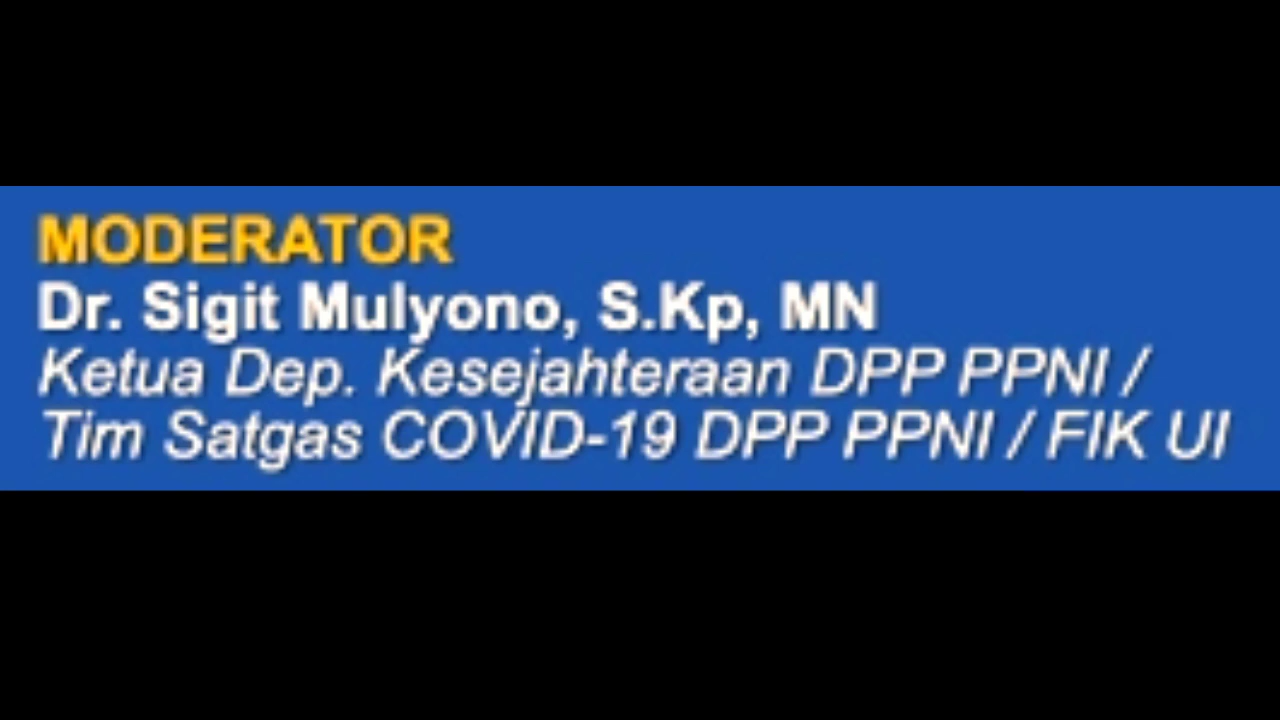 MODERATOR
Dr. Sigit Mulyono, S.Kp, MN
Ketua Dep. Kesejahteraan DPP PPNI /
Tim Satgas COVID-19 DPP PPNI / FIK UI